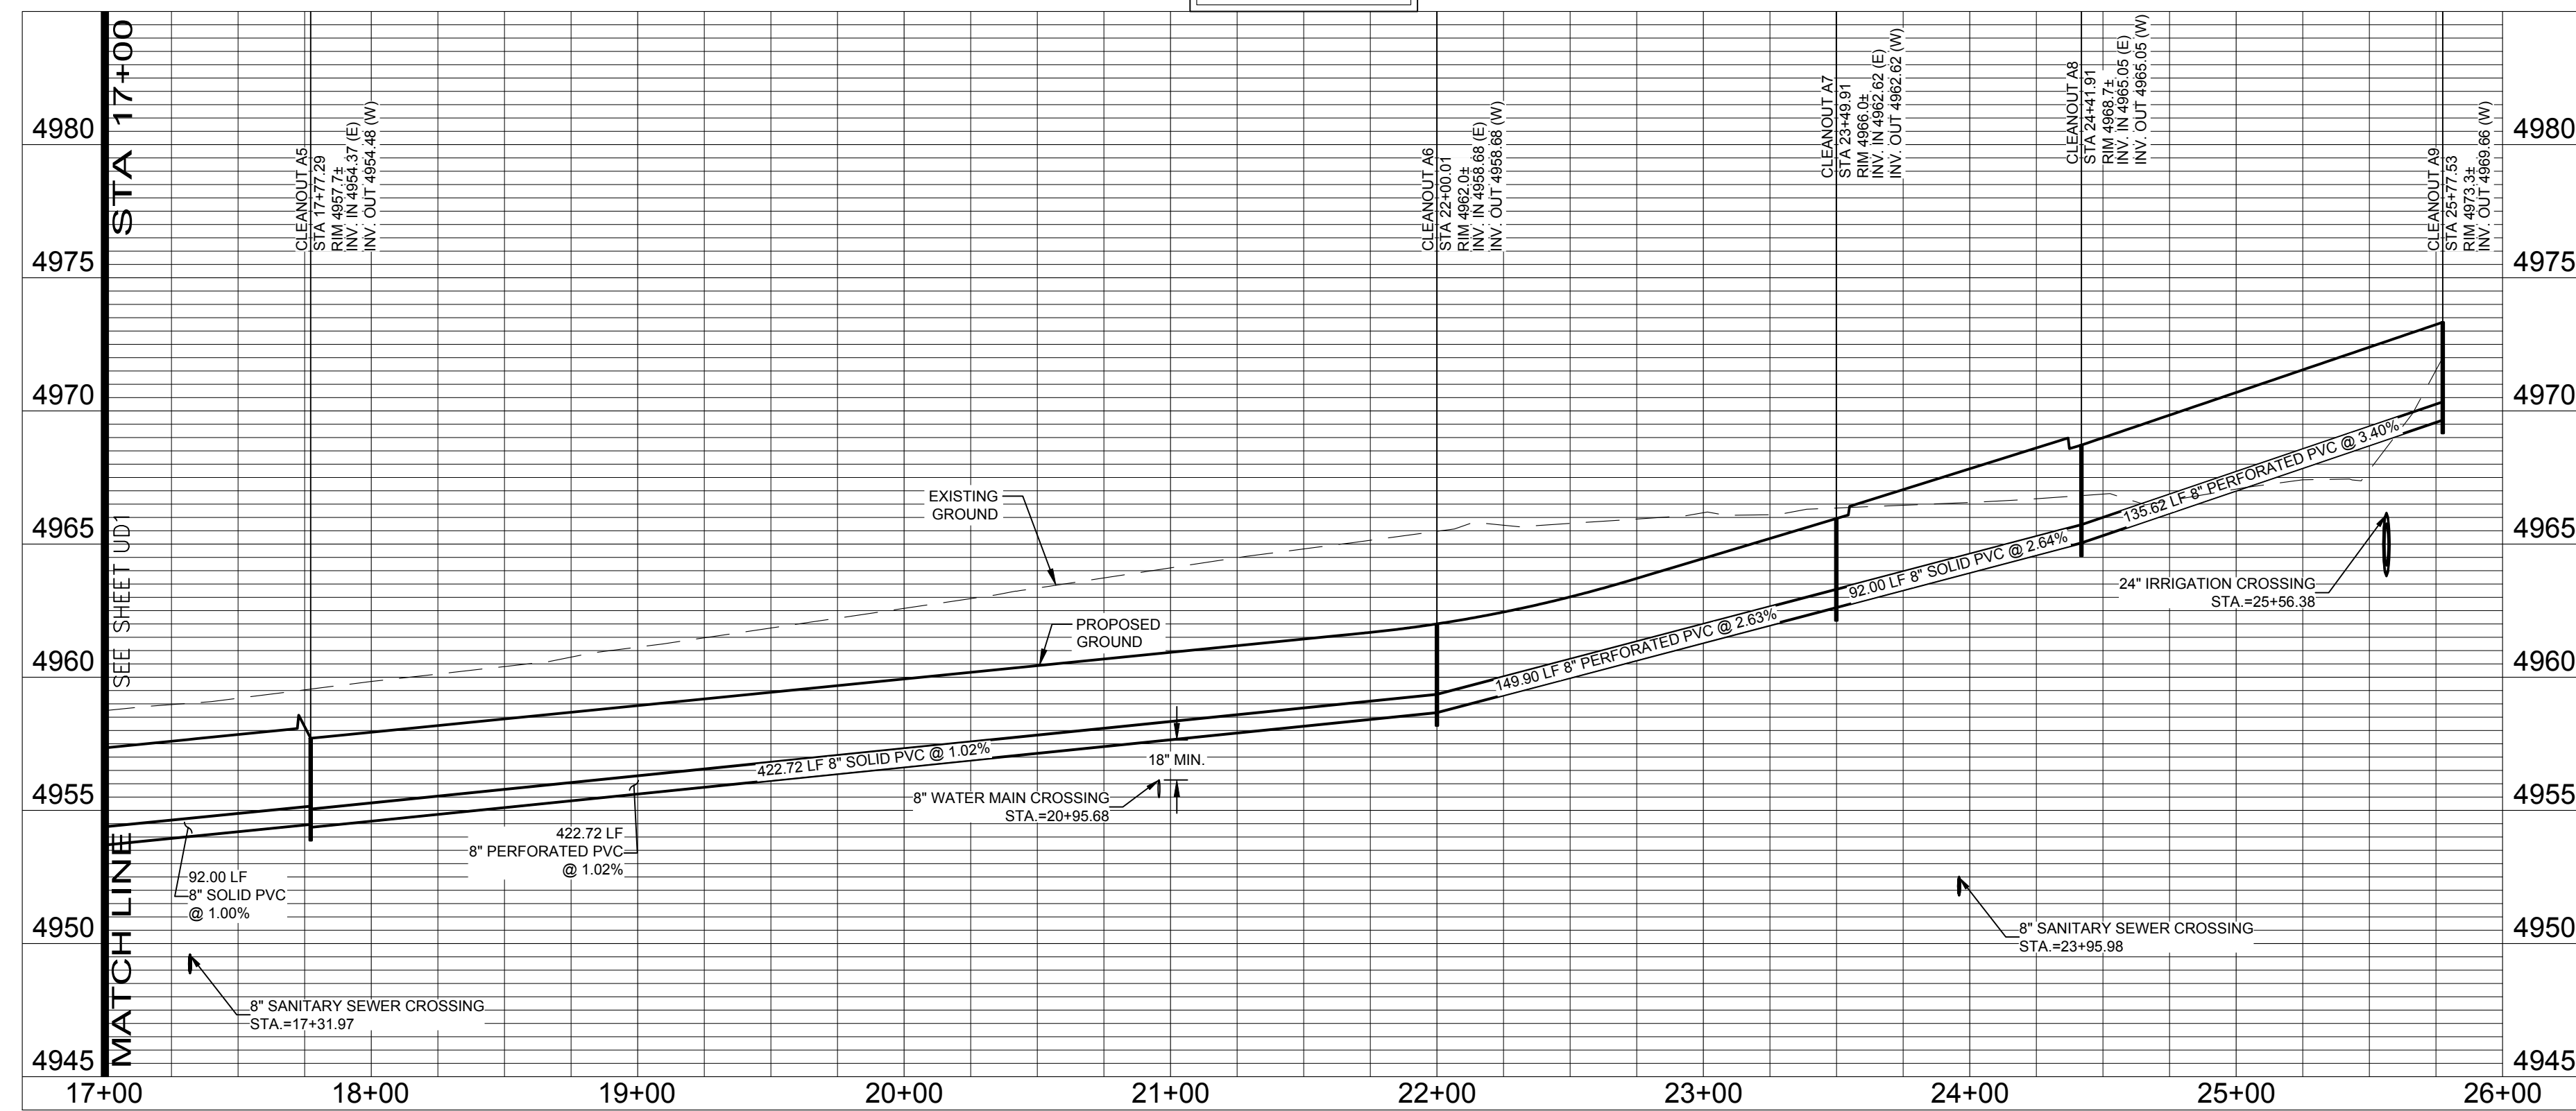 MATCH LINE STA 17+00
SEE SHEET UD1
4980
4975
4970
4965
4960
4955
4950
4945
CLEANOUT A5
STA 17+77.29
RIM 4957.7±
INV. IN 4954.37 (E)
INV. OUT 4954.48 (W)
CLEANOUT A6
STA 22+00.01
RIM 4962.0±
INV. IN 4958.68 (E)
INV. OUT 4958.68 (W)
CLEANOUT A7
STA 23+49.91
RIM 4966.0±
INV. IN 4962.62 (E)
INV. OUT 4962.62 (W)
CLEANOUT A8
STA 24+41.91
RIM 4968.7±
INV. IN 4965.05 (E)
INV. OUT 4965.05 (W)
CLEANOUT A9
STA 25+77.53
RIM 4973.3±
INV. OUT 4969.66 (W)
EXISTING
GROUND
PROPOSED
GROUND
422.72 LF 8" SOLID PVC @ 1.02%
149.90 LF 8" PERFORATED PVC @ 2.63%
92.00 LF 8" SOLID PVC @ 2.64%
135.62 LF 8" PERFORATED PVC @ 3.40%
18" MIN.
8" WATER MAIN CROSSING
STA.=20+95.68
422.72 LF
8" PERFORATED PVC
@ 1.02%
92.00 LF
8" SOLID PVC
@ 1.00%
8" SANITARY SEWER CROSSING
STA.=17+31.97
24" IRRIGATION CROSSING
STA.=25+56.38
8" SANITARY SEWER CROSSING
STA.=23+95.98
4980
4975
4970
4965
4960
4955
4950
4945
17+00 18+00 19+00 20+00 21+00 22+00 23+00 24+00 25+00 26+00